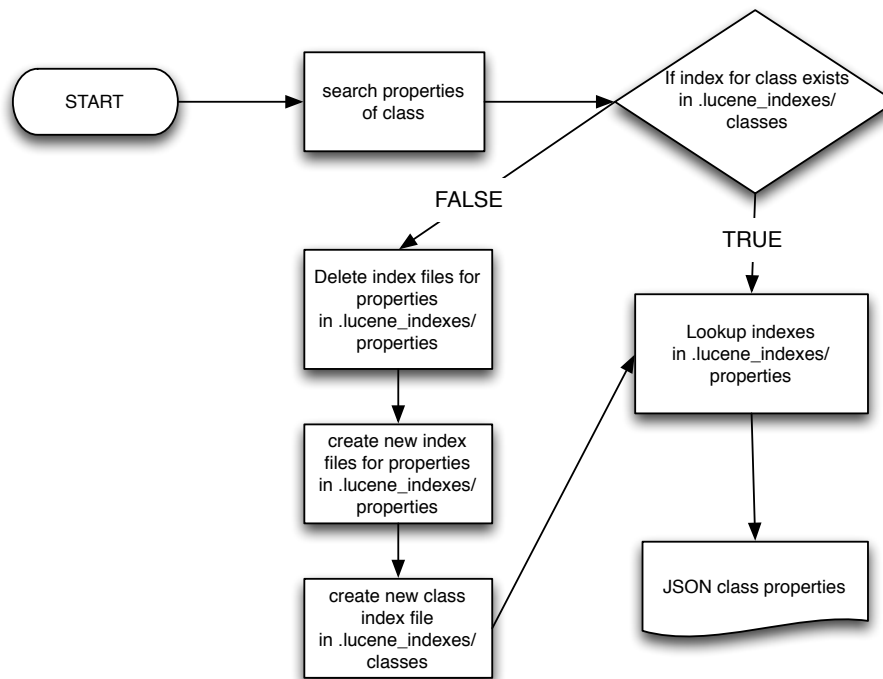 START
search properties
of class
If index for class exists
in .lucene_indexes/
classes
FALSE
TRUE
Delete index files for
properties
in .lucene_indexes/
properties
Lookup indexes
in .lucene_indexes/
properties
create new index
files for properties
in .lucene_indexes/
properties
create new class
index file
in .lucene_indexes/
classes
JSON class properties